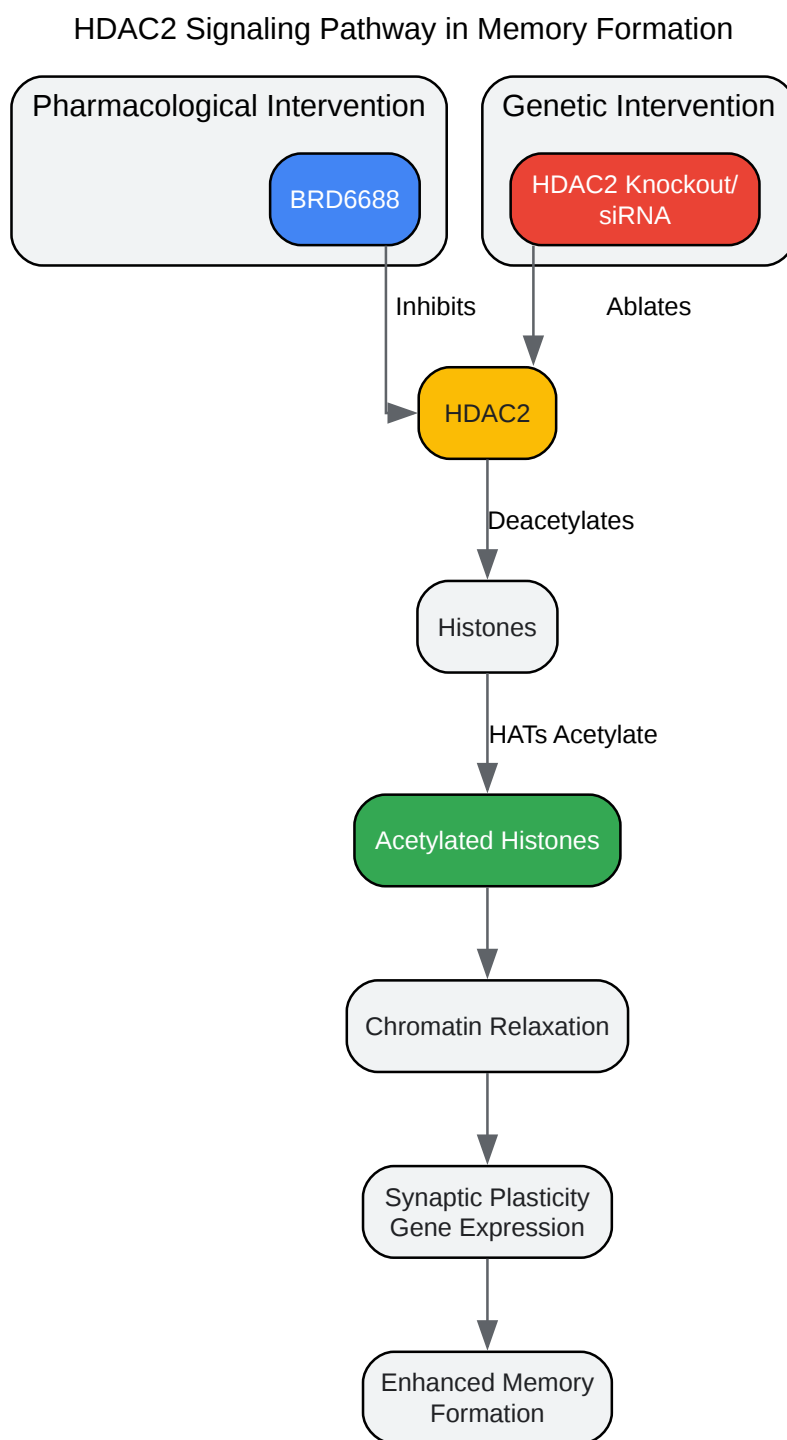 HDAC2 Signaling Pathway in Memory Formation
Pharmacological Intervention
Genetic Intervention
BRD6688
HDAC2 Knockout/
siRNA
Inhibits
Ablates
HDAC2
Deacetylates
Histones
HATs Acetylate
Acetylated Histones
Chromatin Relaxation
Synaptic Plasticity
Gene Expression
Enhanced Memory
Formation